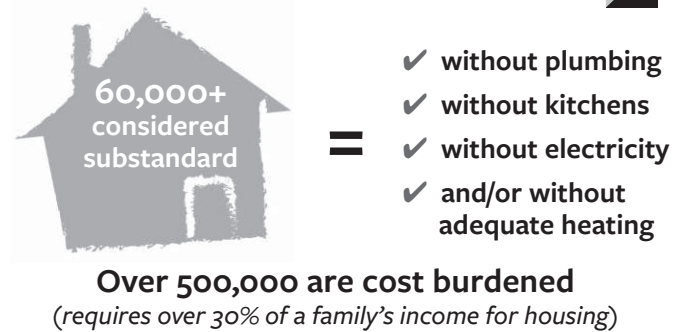 60,000+
considered
substandard
=
✔ without plumbing
✔ without kitchens
✔ without electricity
✔ and/or without
adequate heating
Over 500,000 are cost burdened
(requires over 30% of a family's income for housing)